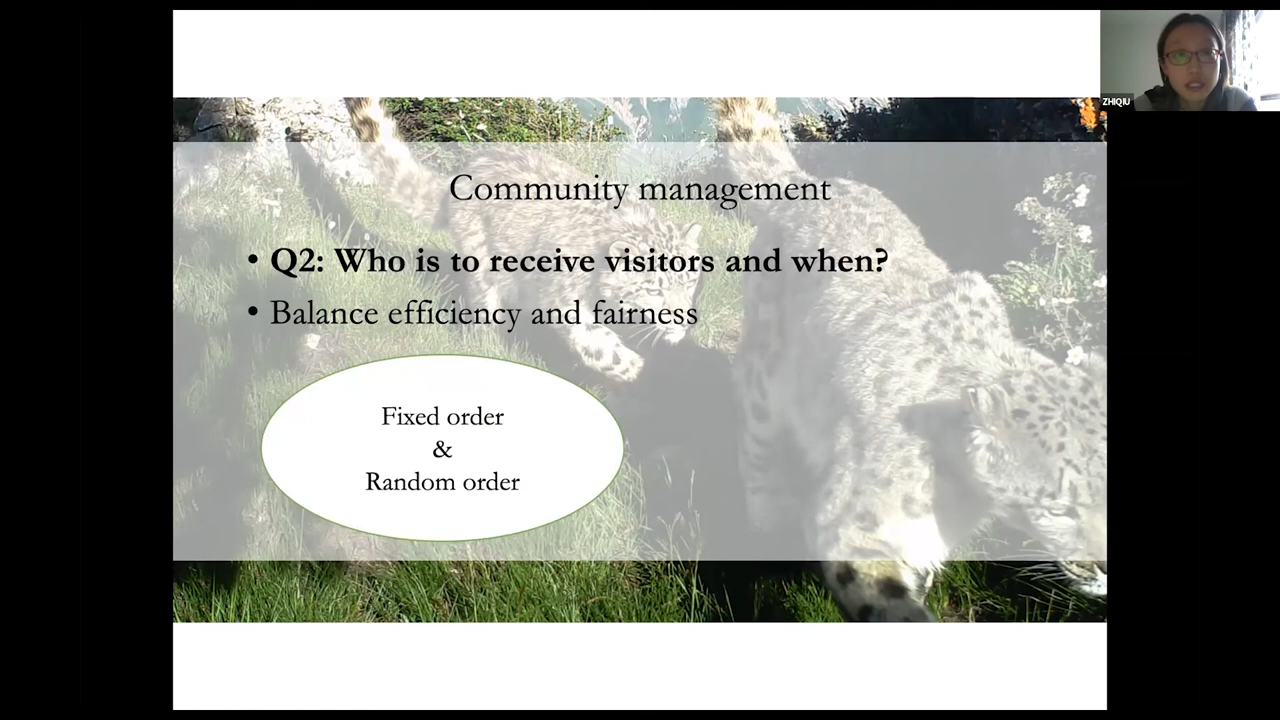 ZHIQIU
Community management
• Q2: Who is to receive visitors and when?
• Balance efficiency and fairness
Fixed order
&
Random order